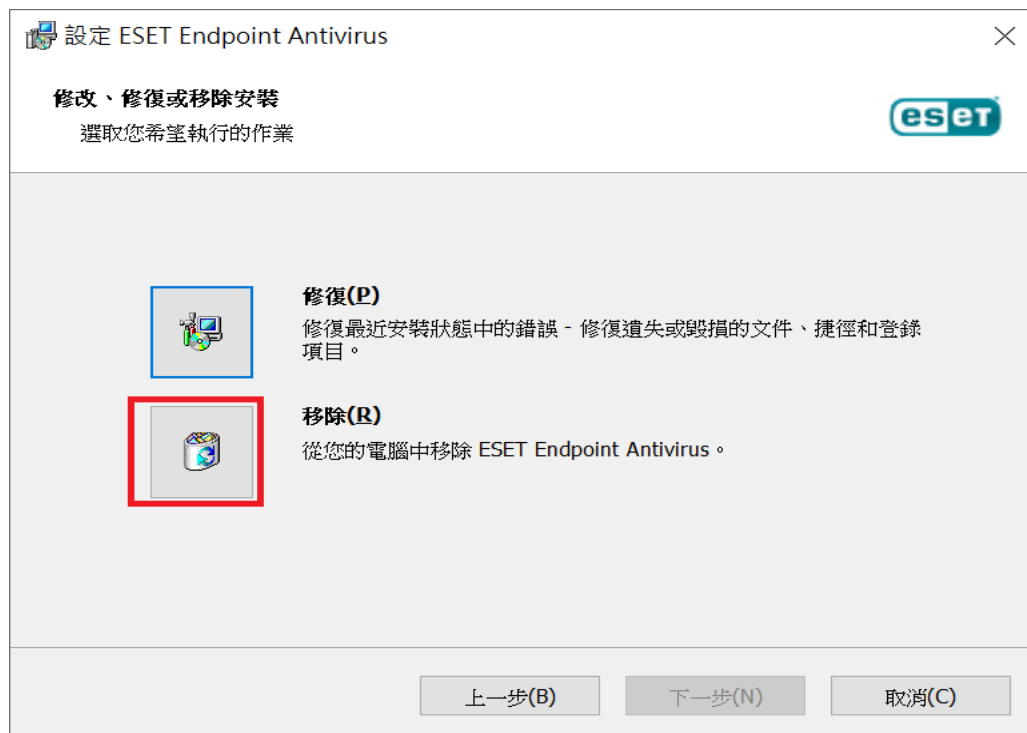 設定 ESET Endpoint Antivirus
修改、修復或移除安裝
選取您希望執行的作業
eseT
修復(P)
修復最近安裝狀態中的錯誤 - 修復遺失或毀損的文件、捷徑和登錄
項目。
移除(R)
從您的電腦中移除 ESET Endpoint Antivirus。
上一步(B)
下一步(N)
取消(C)